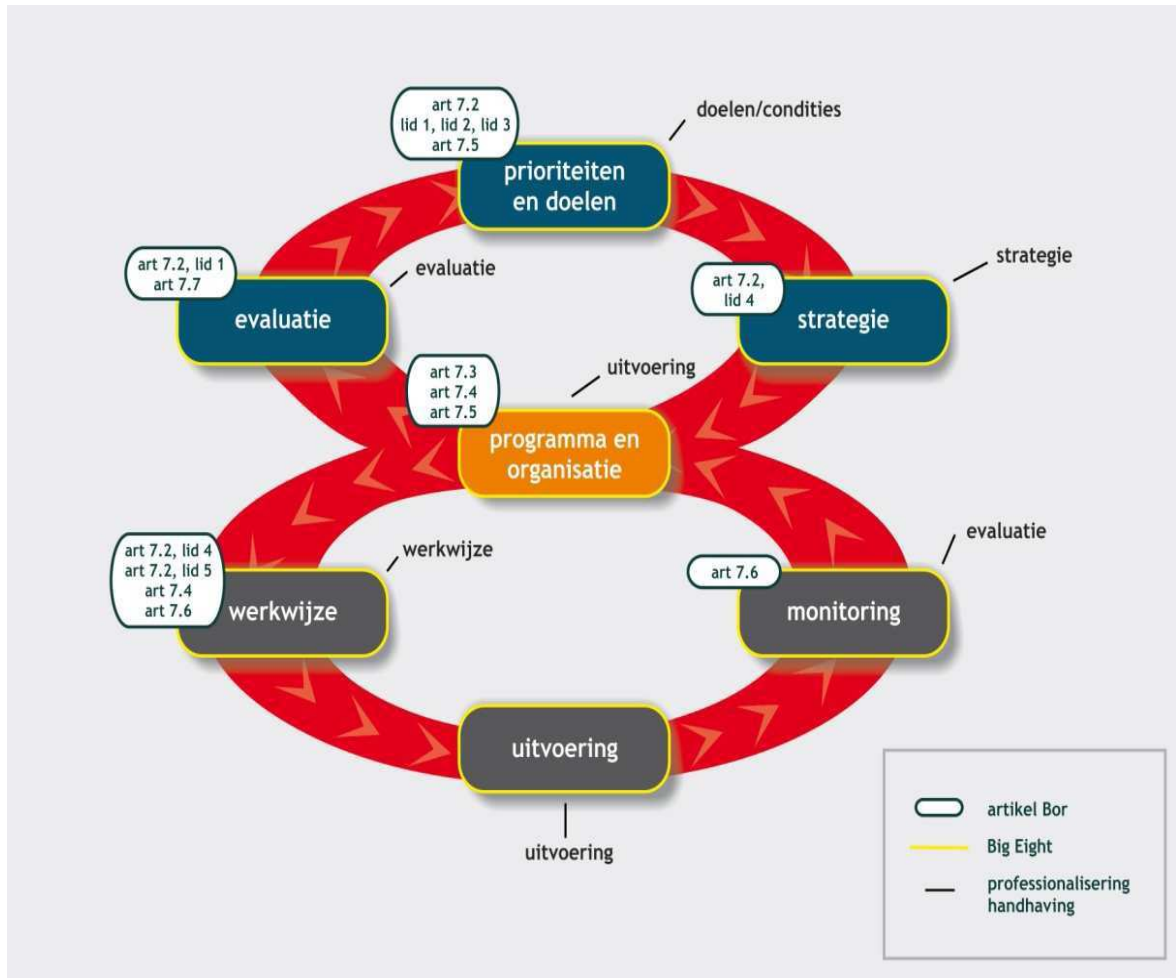 art 7.2
lid 1, lid 2, lid 3
art 7.5
doelen/condities
prioriteiten
en doelen
art 7.2, lid 1
art 7.7
evaluatie
evaluatie
strategie
art 7.2,
lid 4
strategie
art 7.3
art 7.4
art 7.5
uitvoering
programma en
organisatie
art 7.2, lid 4
art 7.2, lid 5
art 7.4
art 7.6
werkwijze
werkwijze
evaluatie
art 7.6
monitoring
uitvoering
uitvoering
artikel Bor
Big Eight
professionalisering
handhaving